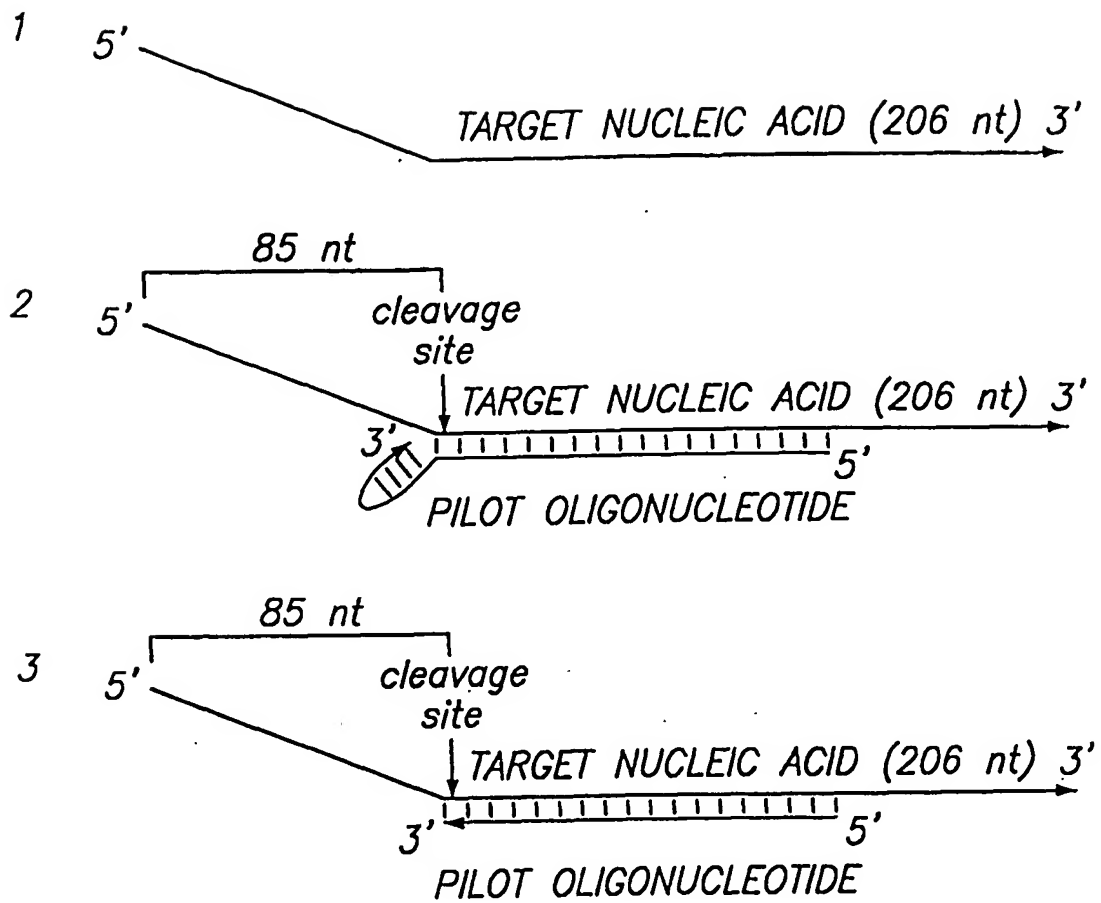 1
5'
TARGET NUCLEIC ACID (206 nt) 3'
85 nt
2
5'
cleavage
site
TARGET NUCLEIC ACID (206 nt) 3'
3'
5'
PILOT OLIGONUCLEOTIDE
85 nt
3
5'
cleavage
site
TARGET NUCLEIC ACID (206 nt) 3'
3'
5'
PILOT OLIGONUCLEOTIDE